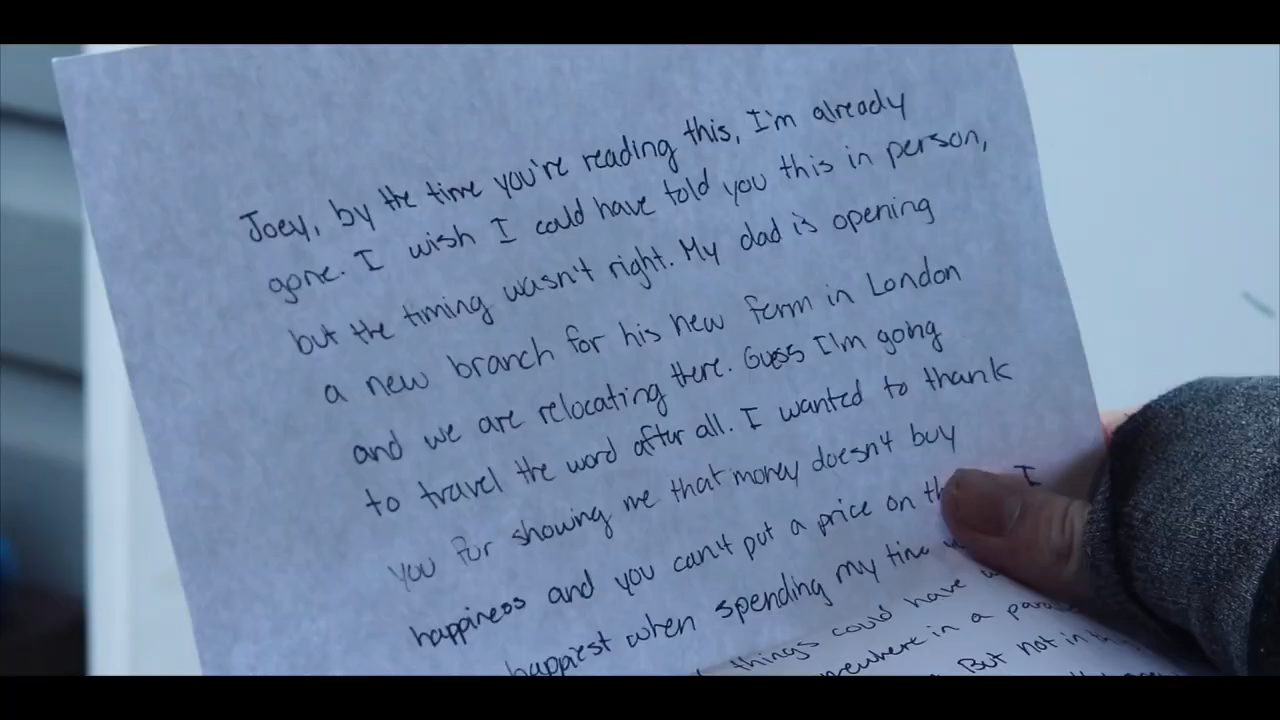 Joey, by the time you're reading this, I'm already
gone. I wish I could have told you this in person,
but the timing wasn't right. My dad is opening
a new branch for his new ferm in London
and we are relocating there. Guess I'm going
to travel the word after all. I wanted to thank
you for showing me that money doesn't buy
happiness and you can't put a price on I
happiest when spending my time
things could have
in a
But not in